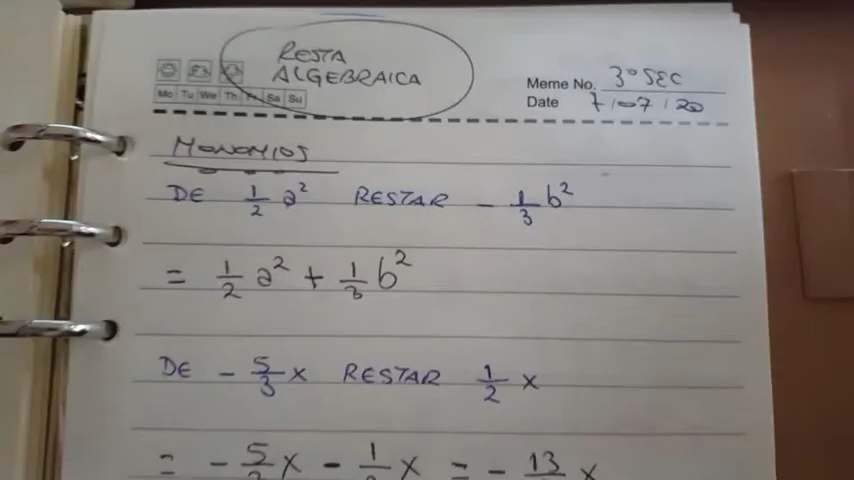 RESTA
ALGEBRAICA
Meme No. 3° SEC
Mo Tu We Th Fr Sa Su
Date 7/07/20
MONOMIOS
DE 1/2 a² RESTAR - 1/3 b²
= 1/2 a² + 1/3 b²
DE - 5/3 x RESTAR 1/2 x
= - 5/3 x - 1/2 x = - 13/ x